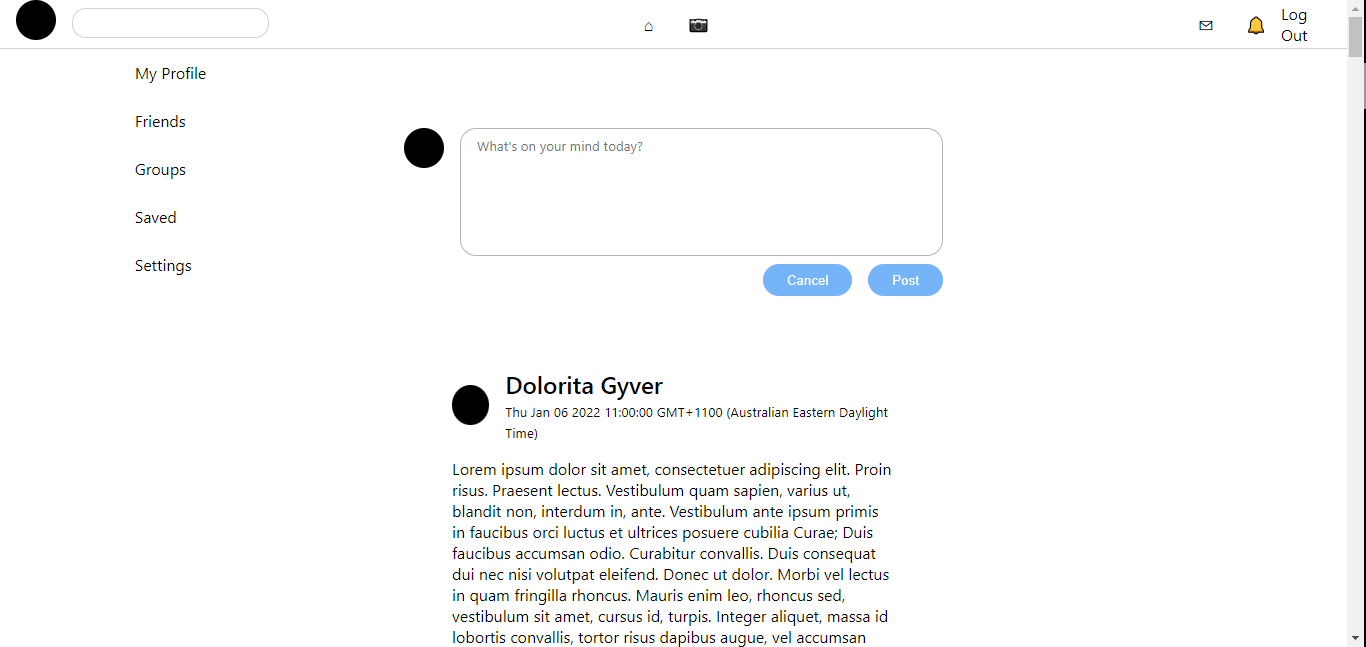 Log
Out
My Profile
Friends
Groups
Saved
Settings
What's on your mind today?
Cancel
Post
Dolorita Gyver
Thu Jan 06 2022 11:00:00 GMT+1100 (Australian Eastern Daylight
Time)
Lorem ipsum dolor sit amet, consectetuer adipiscing elit. Proin
risus. Praesent lectus. Vestibulum quam sapien, varius ut,
blandit non, interdum in, ante. Vestibulum ante ipsum primis
in faucibus orci luctus et ultrices posuere cubilia Curae; Duis
faucibus accumsan odio. Curabitur convallis. Duis consequat
dui nec nisi volutpat eleifend. Donec ut dolor. Morbi vel lectus
in quam fringilla rhoncus. Mauris enim leo, rhoncus sed,
vestibulum sit amet, cursus id, turpis. Integer aliquet, massa id
lobortis convallis, tortor risus dapibus augue, vel accumsan